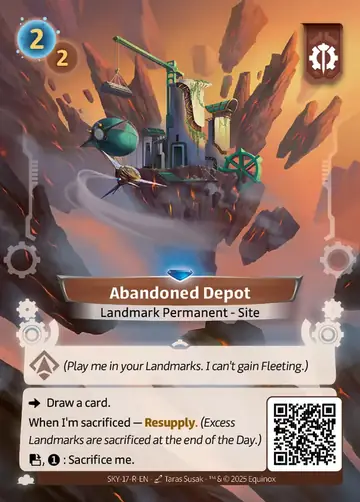 2
2
Abandoned Depot
Landmark Permanent - Site
(Play me in your Landmarks. I can't gain Fleeting.)
Draw a card.
When I'm sacrificed — Resupply. (Excess
Landmarks are sacrificed at the end of the Day.)
, 1 : Sacrifice me.
SKY-17-R-EN - Taras Susak - ™ & © 2025 Equinox